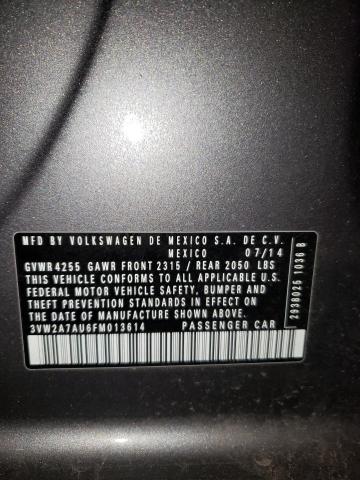 MFD BY VOLKSWAGEN DE MEXICO S.A. DE C.V.
MEXICO 07/14
GVWR 4255 GAWR FRONT 2315 / REAR 2050 LBS
THIS VEHICLE CONFORMS TO ALL APPLICABLE U.S.
FEDERAL MOTOR VEHICLE SAFETY, BUMPER AND
THEFT PREVENTION STANDARDS IN EFFECT ON THE
DATE OF MANUFACTURE SHOWN ABOVE.
3VW2A7AU6FM013614 PASSENGER CAR
2938025 1036 B